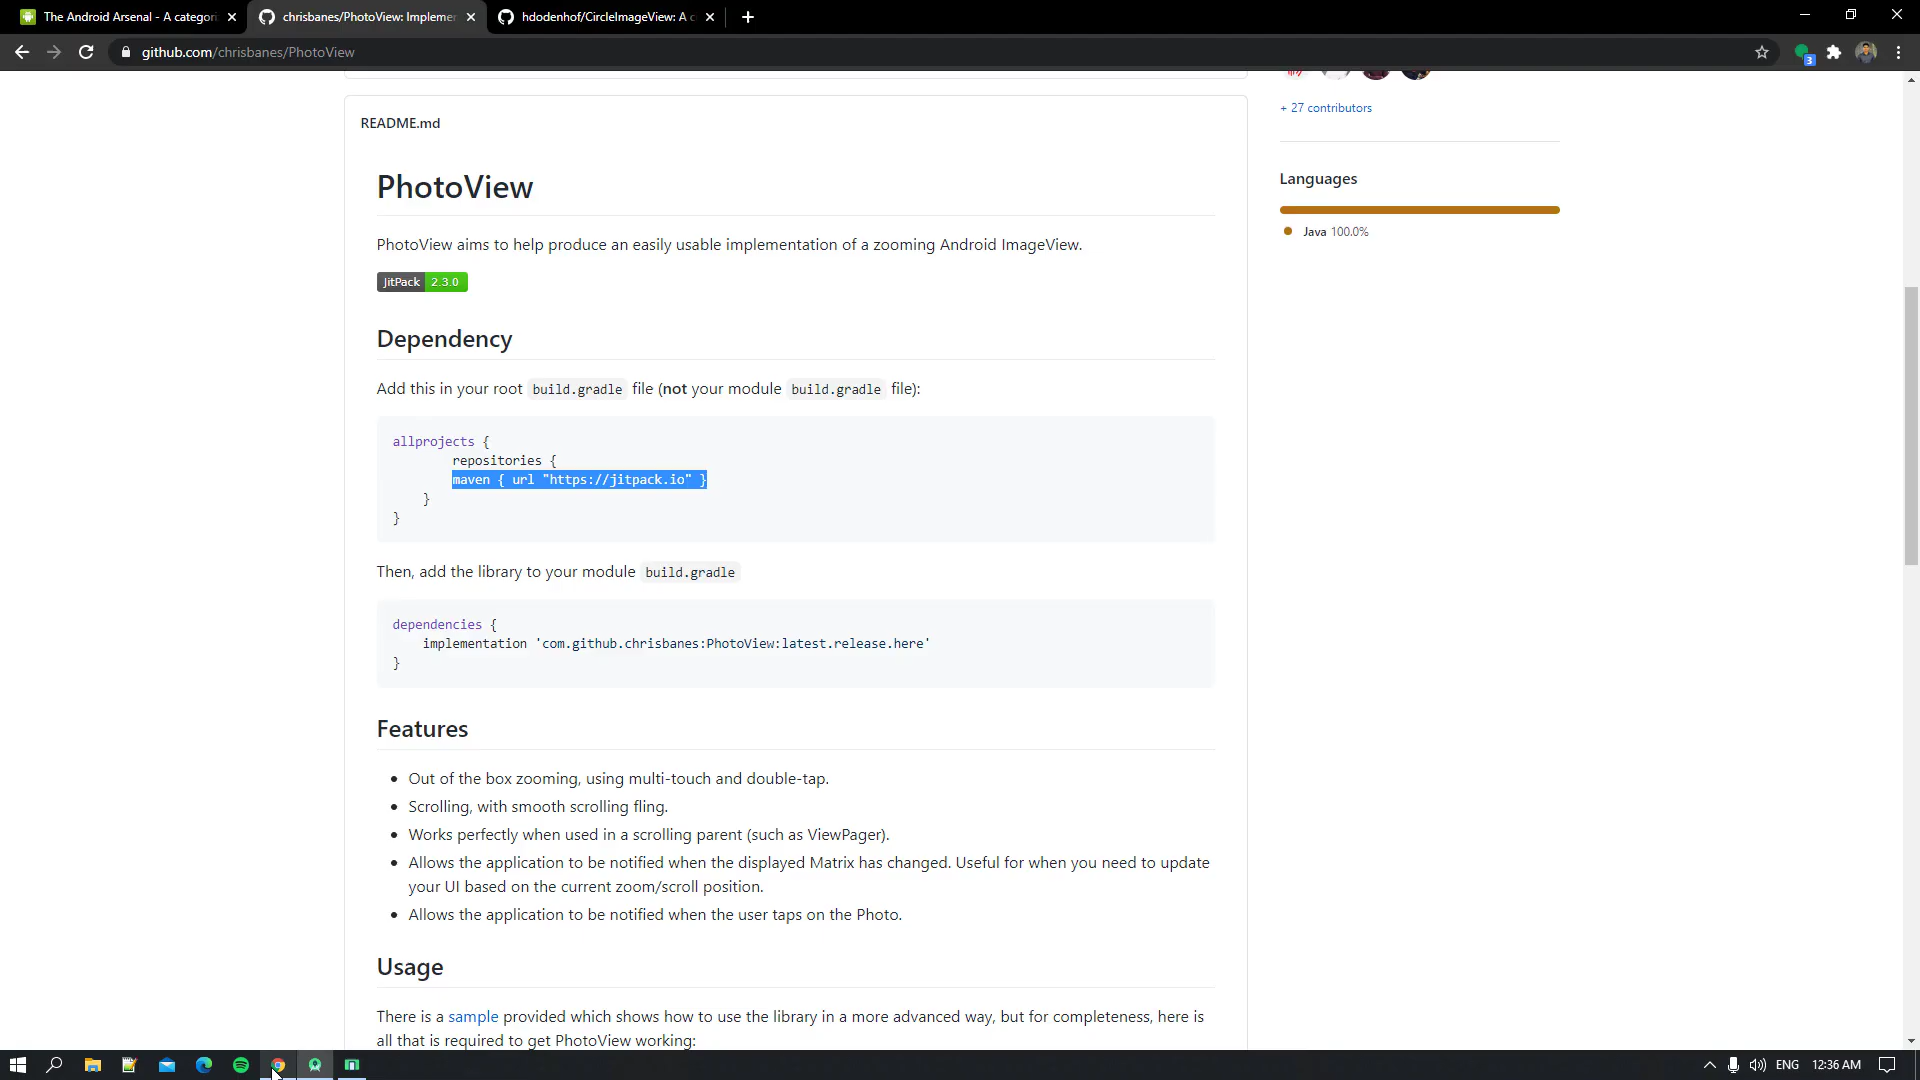 The Android Arsenal - A categori
chrisbanes/PhotoView: Implemen
hdodenhof/CircleImageView: A c
github.com/chrisbanes/PhotoView
3
+ 27 contributors
README.md
Languages
Java 100.0%
PhotoView
PhotoView aims to help produce an easily usable implementation of a zooming Android ImageView.
JitPack 2.3.0
Dependency
Add this in your root build.gradle file (not your module build.gradle file):
allprojects {
repositories {
maven { url "https://jitpack.io" }
}
}
Then, add the library to your module build.gradle
dependencies {
implementation 'com.github.chrisbanes:PhotoView:latest.release.here'
}
Features
Out of the box zooming, using multi-touch and double-tap.
Scrolling, with smooth scrolling fling.
Works perfectly when used in a scrolling parent (such as ViewPager).
Allows the application to be notified when the displayed Matrix has changed. Useful for when you need to update
your UI based on the current zoom/scroll position.
Allows the application to be notified when the user taps on the Photo.
Usage
There is a sample provided which shows how to use the library in a more advanced way, but for completeness, here is
all that is required to get PhotoView working:
ENG
12:36 AM